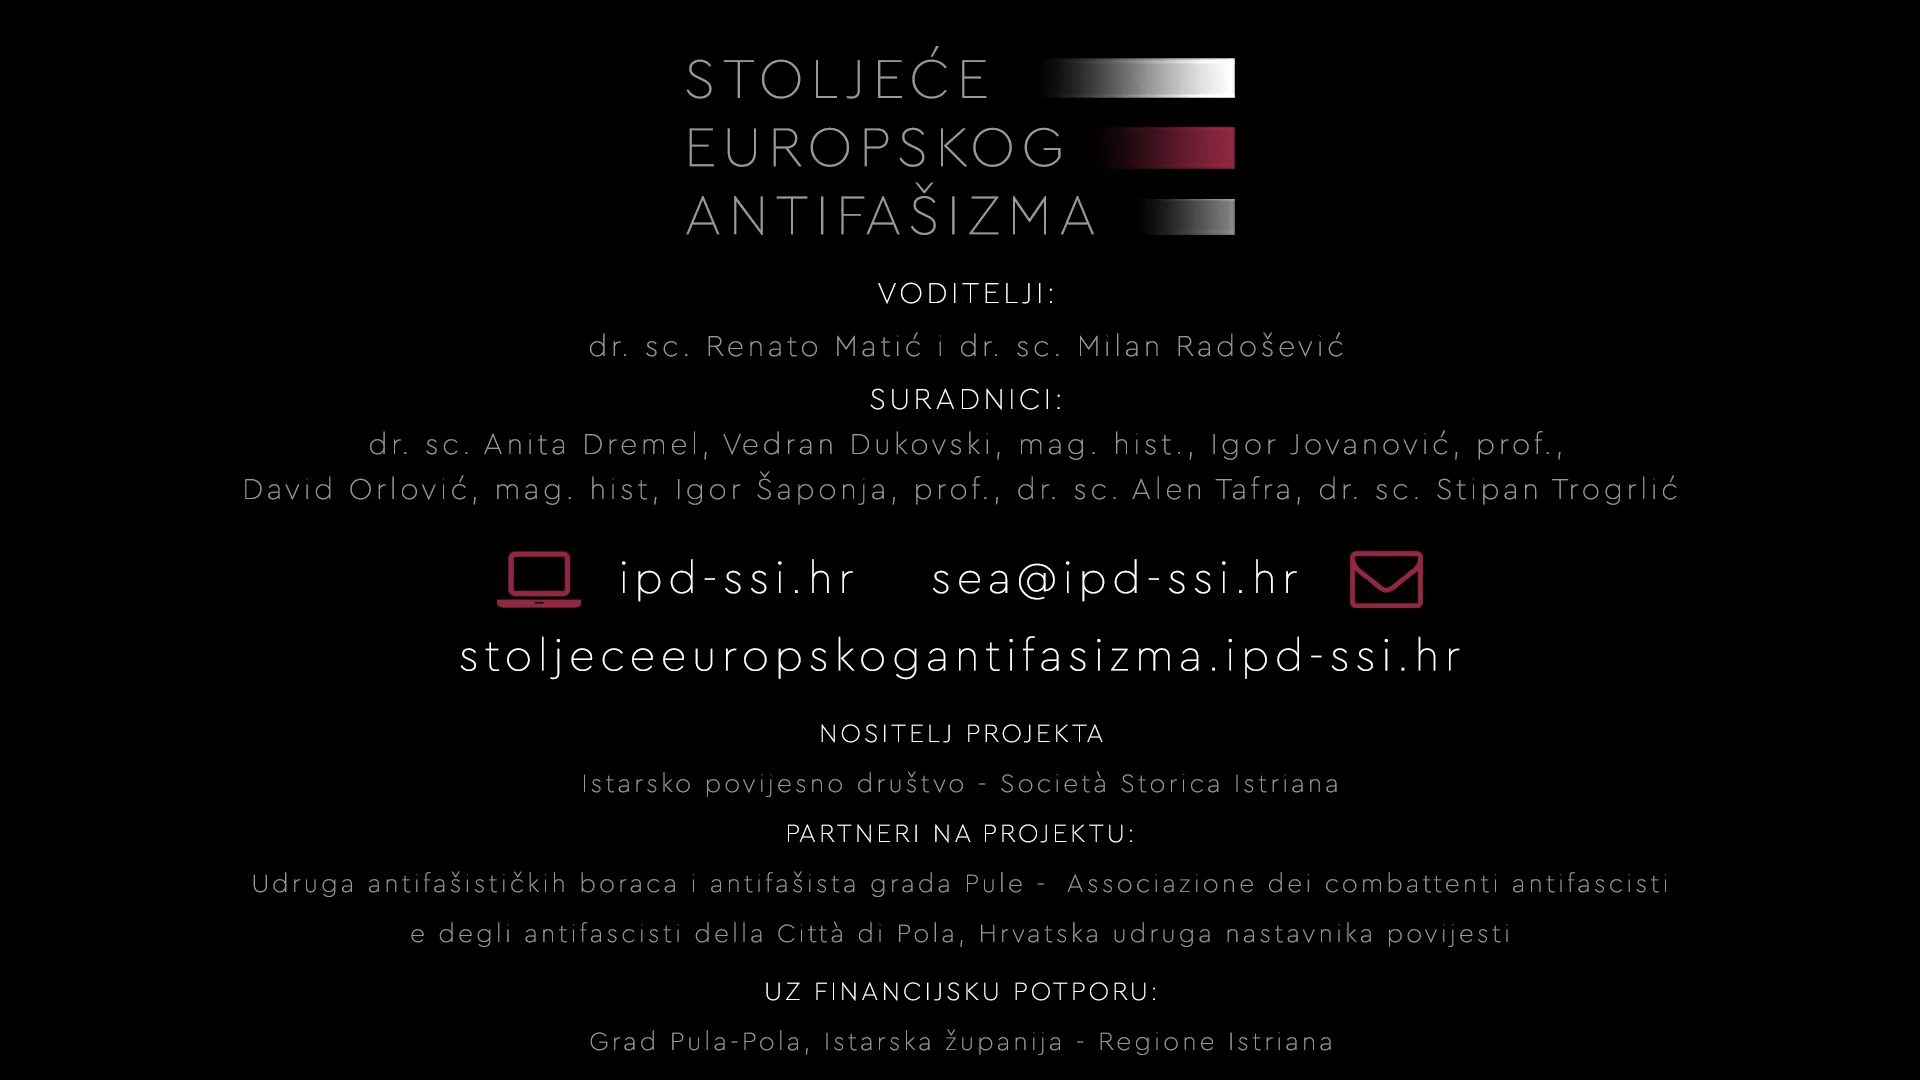 STOLJEĆE
EUROPSKOG
ANTIFAŠIZMA
VODITELJI:
dr. sc. Renato Matić i dr. sc. Milan Radošević
SURADNICI:
dr. sc. Anita Dremel, Vedran Dukovski, mag. hist., Igor Jovanović, prof.,
David Orlović, mag. hist, Igor Šaponja, prof., dr. sc. Alen Tafra, dr. sc. Stipan Trogrlić
ipd-ssi.hr sea@ipd-ssi.hr
stoljeceeuropskogantifasizma.ipd-ssi.hr
NOSITELJ PROJEKTA
Istarsko povijesno društvo - Società Storica Istriana
PARTNERI NA PROJEKTU:
Udruga antifašističkih boraca i antifašista grada Pule - Associazione dei combattenti antifascisti
e degli antifascisti della Città di Pola, Hrvatska udruga nastavnika povijesti
UZ FINANCIJSKU POTPORU:
Grad Pula-Pola, Istarska županija - Regione Istriana